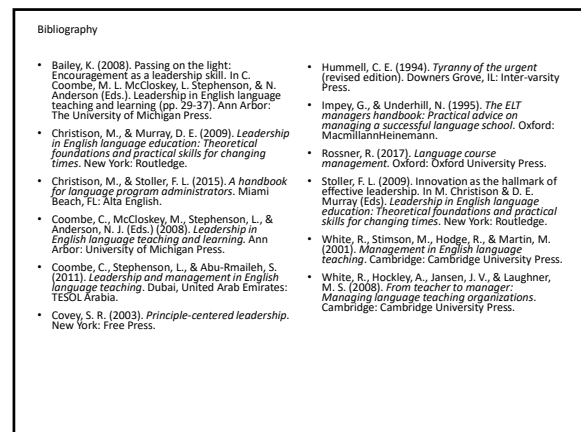 Bibliography
• Bailey, K. (2008). Passing on the light:
Encouragement as a leadership skill. In C.
Coombe, M. L. McCloskey, L. Stephenson, & N.
Anderson (Eds.). Leadership in English language
teaching and learning (pp. 29-37). Ann Arbor:
The University of Michigan Press.
• Christison, M., & Murray, D. E. (2009). Leadership
in English language education: Theoretical
foundations and practical skills for changing
times. New York: Routledge.
• Christison, M., & Stoller, F. L. (2015). A handbook
for language program administrators. Miami
Beach, FL: Alta English.
• Coombe, C., McCloskey, M., Stephenson, L., &
Anderson, N. J. (Eds.) (2008). Leadership in
English language teaching and learning. Ann
Arbor: University of Michigan Press.
• Coombe, C., Stephenson, L., & Abu-Rmaileh, S.
(2011). Leadership and management in English
language teaching. Dubai, United Arab Emirates:
TESOL Arabia.
• Covey, S. R. (2003). Principle-centered leadership.
New York: Free Press.
• Hummell, C. E. (1994). Tyranny of the urgent
(revised edition). Downers Grove, IL: Inter-varsity
Press.
• Impey, G., & Underhill, N. (1995). The ELT
managers handbook: Practical advice on
managing a successful language school. Oxford:
MacmillannHeinemann.
• Rossner, R. (2017). Language course
management. Oxford: Oxford University Press.
• Stoller, F. L. (2009). Innovation as the hallmark of
effective leadership. In M. Christison & D. E.
Murray (Eds). Leadership in English language
education: Theoretical foundations and practical
skills for changing times. New York: Routledge.
• White, R., Stimson, M., Hodge, R., & Martin, M.
(2001). Management in English language
teaching. Cambridge: Cambridge University Press.
• White, R., Hockley, A., Jansen, J. V., & Laughner,
M. S. (2008). From teacher to manager:
Managing language teaching organizations.
Cambridge: Cambridge University Press.